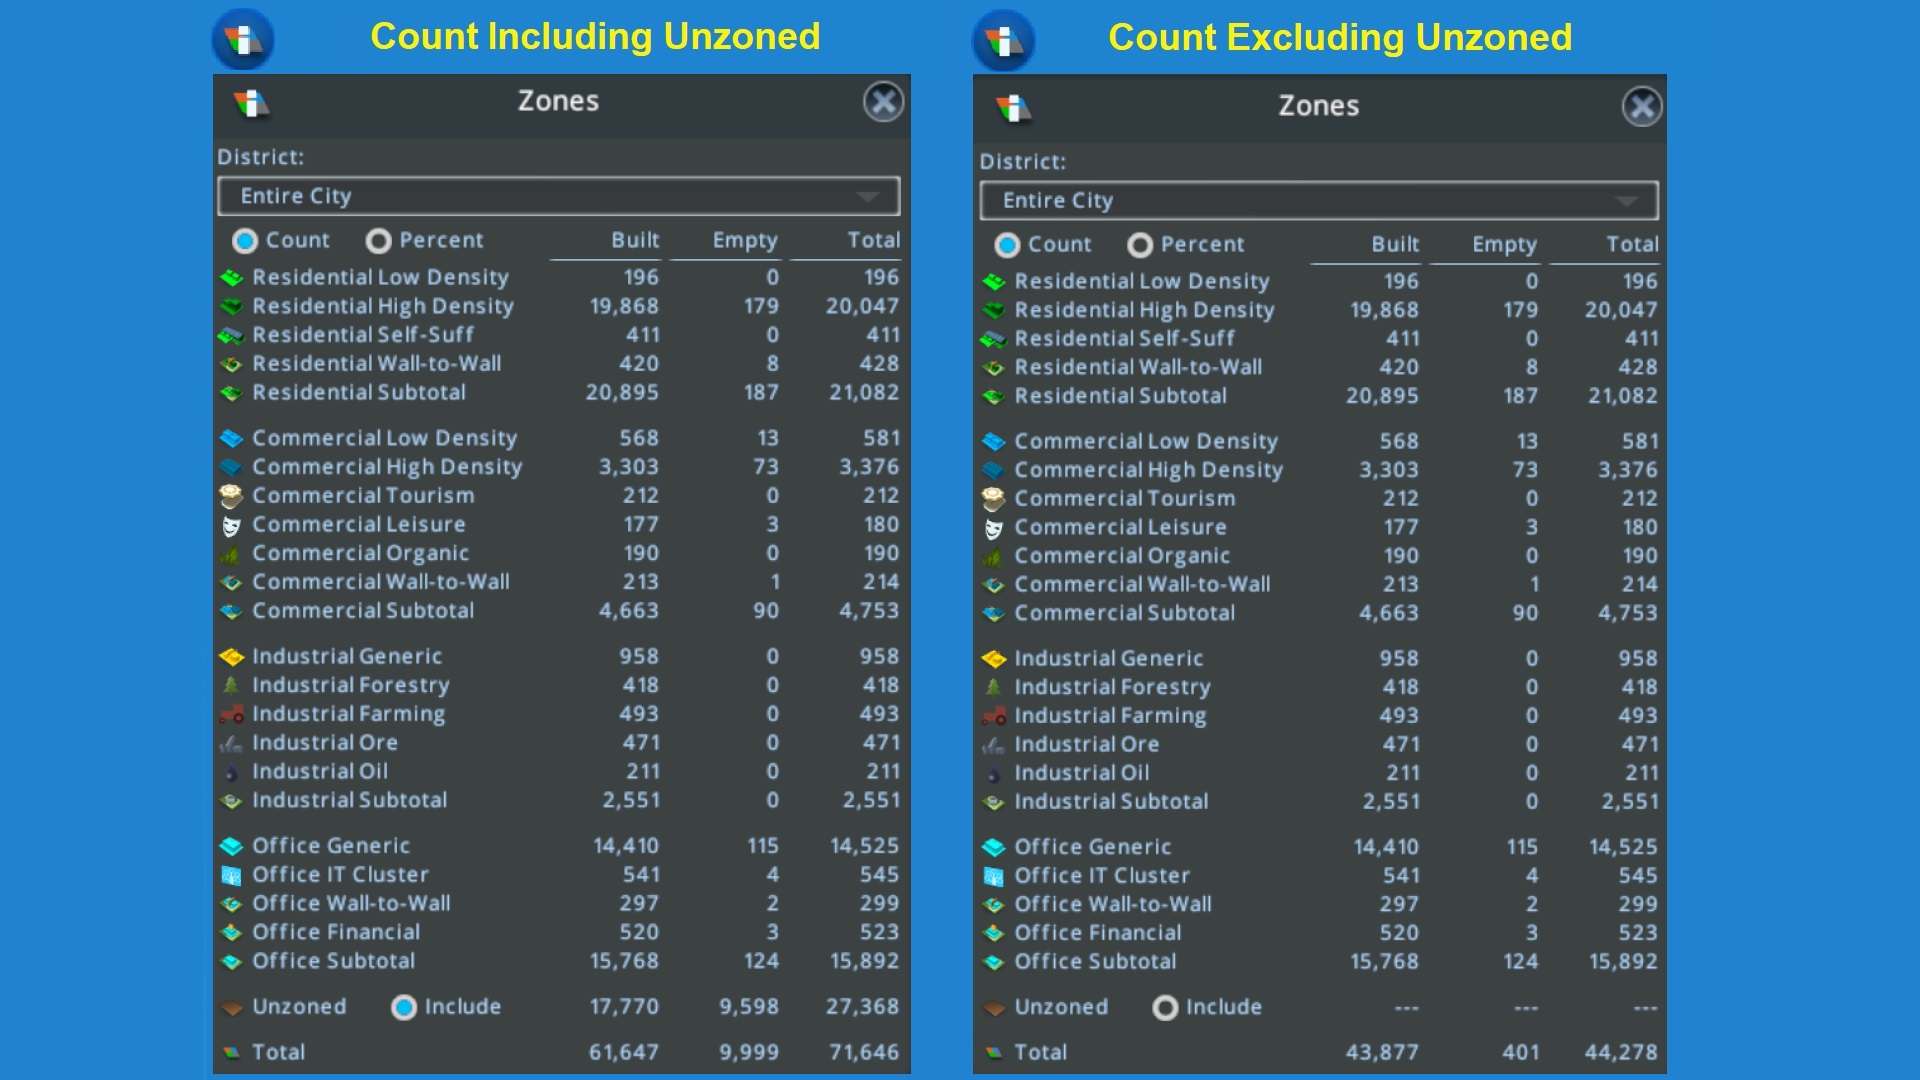 Count Including Unzoned
Zones
District:
Entire City
Count Percent Built Empty Total
Residential Low Density 196 0 196
Residential High Density 19,868 179 20,047
Residential Self-Suff 411 0 411
Residential Wall-to-Wall 420 8 428
Residential Subtotal 20,895 187 21,082
Commercial Low Density 568 13 581
Commercial High Density 3,303 73 3,376
Commercial Tourism 212 0 212
Commercial Leisure 177 3 180
Commercial Organic 190 0 190
Commercial Wall-to-Wall 213 1 214
Commercial Subtotal 4,663 90 4,753
Industrial Generic 958 0 958
Industrial Forestry 418 0 418
Industrial Farming 493 0 493
Industrial Ore 471 0 471
Industrial Oil 211 0 211
Industrial Subtotal 2,551 0 2,551
Office Generic 14,410 115 14,525
Office IT Cluster 541 4 545
Office Wall-to-Wall 297 2 299
Office Financial 520 3 523
Office Subtotal 15,768 124 15,892
Unzoned Include 17,770 9,598 27,368
Total 61,647 9,999 71,646
Count Excluding Unzoned
Zones
District:
Entire City
Count Percent Built Empty Total
Residential Low Density 196 0 196
Residential High Density 19,868 179 20,047
Residential Self-Suff 411 0 411
Residential Wall-to-Wall 420 8 428
Residential Subtotal 20,895 187 21,082
Commercial Low Density 568 13 581
Commercial High Density 3,303 73 3,376
Commercial Tourism 212 0 212
Commercial Leisure 177 3 180
Commercial Organic 190 0 190
Commercial Wall-to-Wall 213 1 214
Commercial Subtotal 4,663 90 4,753
Industrial Generic 958 0 958
Industrial Forestry 418 0 418
Industrial Farming 493 0 493
Industrial Ore 471 0 471
Industrial Oil 211 0 211
Industrial Subtotal 2,551 0 2,551
Office Generic 14,410 115 14,525
Office IT Cluster 541 4 545
Office Wall-to-Wall 297 2 299
Office Financial 520 3 523
Office Subtotal 15,768 124 15,892
Unzoned Include --- --- ---
Total 43,877 401 44,278